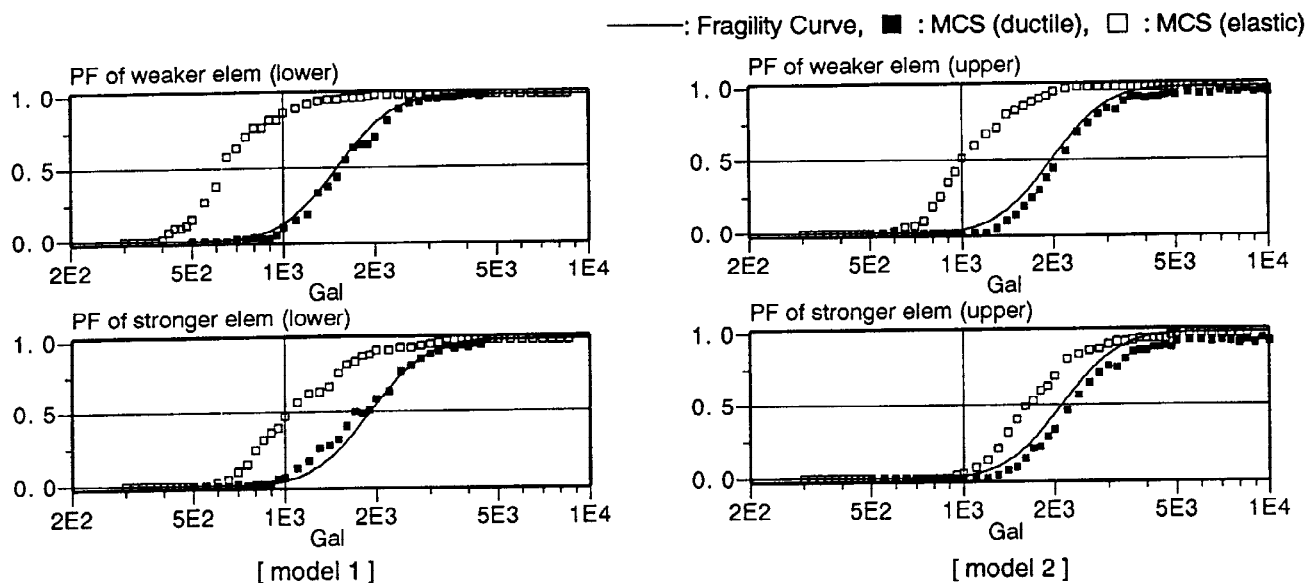 : Fragility Curve, ■ : MCS (ductile), □ : MCS (elastic)
PF of weaker elem (lower)
1. 0
0. 5
0. 0
2E2 5E2 1E3 2E3 5E3 1E4
Gal
PF of stronger elem (lower)
1. 0
0. 5
0. 0
2E2 5E2 1E3 2E3 5E3 1E4
Gal
[ model 1 ]
PF of weaker elem (upper)
1. 0
0. 5
0. 0
2E2 5E2 1E3 2E3 5E3 1E4
Gal
PF of stronger elem (upper)
1. 0
0. 5
0. 0
2E2 5E2 1E3 2E3 5E3 1E4
Gal
[ model 2 ]